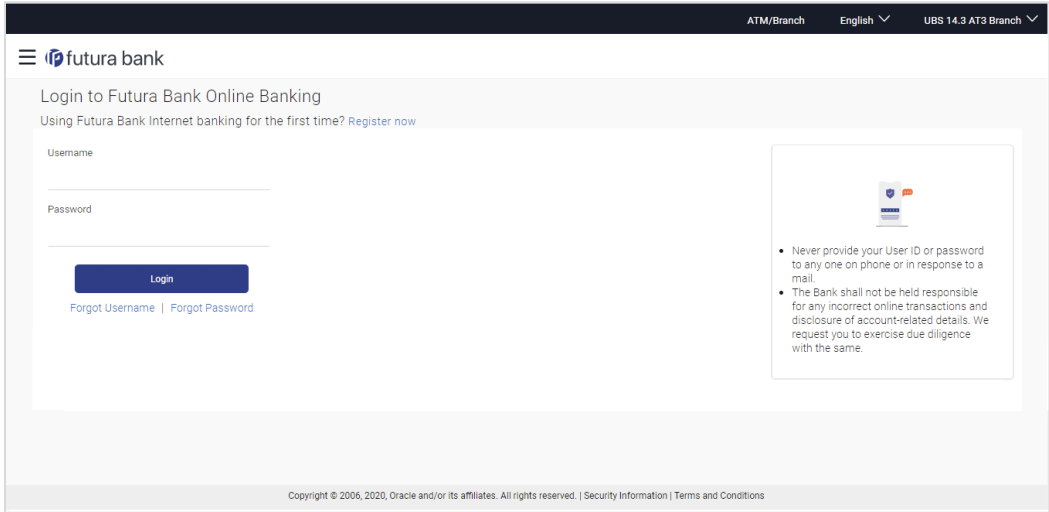 ATM/Branch English UBS 14.3 AT3 Branch
futura bank
Login to Futura Bank Online Banking
Using Futura Bank Internet banking for the first time? Register now
Username
Password
Login
Forgot Username | Forgot Password
Never provide your User ID or password
to any one on phone or in response to a
mail.
The Bank shall not be held responsible
for any incorrect online transactions and
disclosure of account-related details. We
request you to exercise due diligence
with the same.
Copyright © 2006, 2020, Oracle and/or its affiliates. All rights reserved. | Security Information | Terms and Conditions